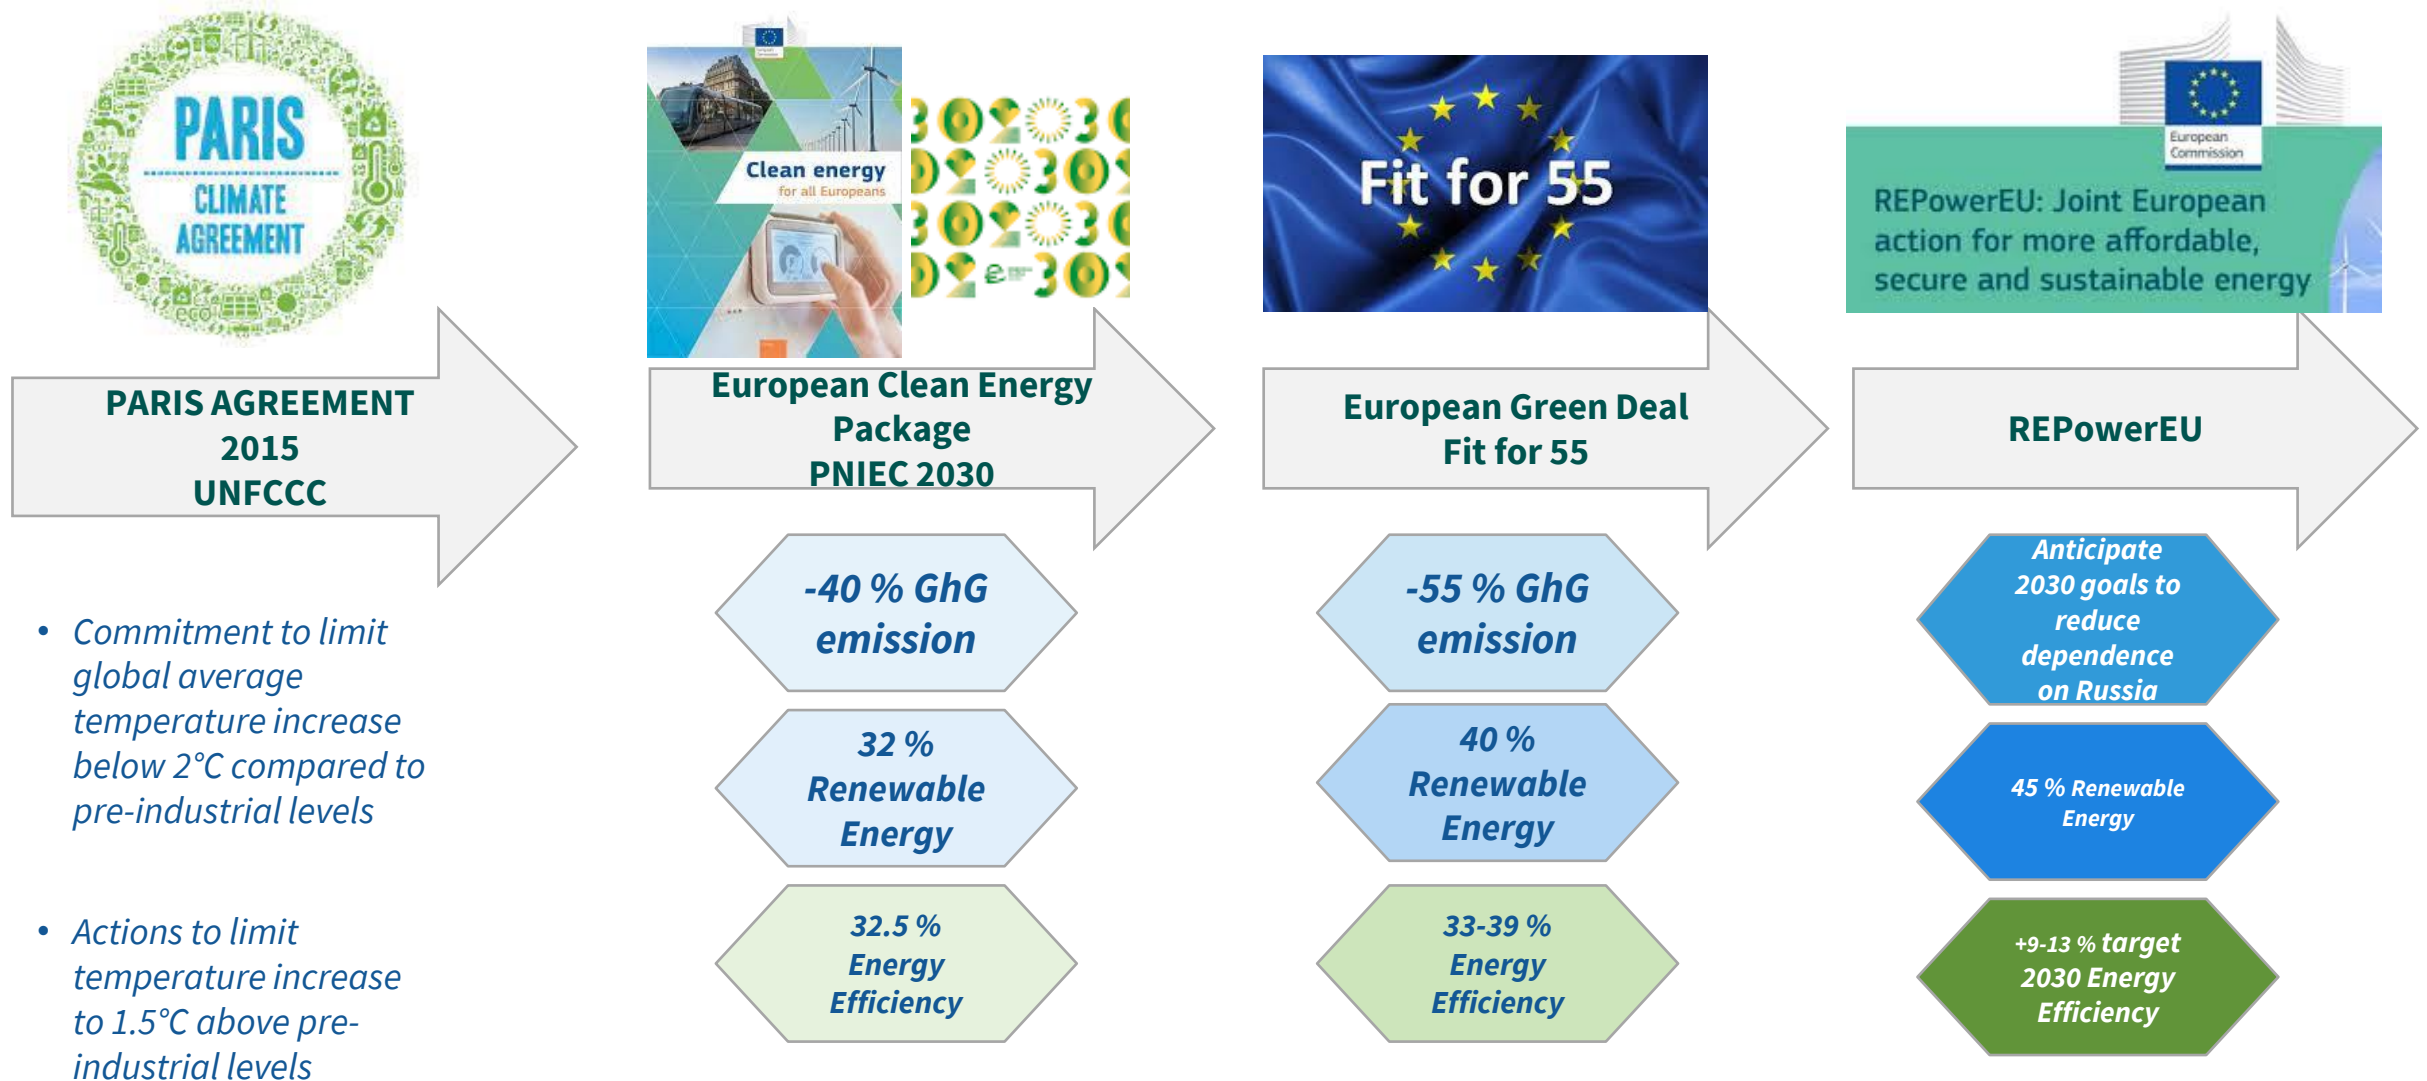 PARIS
CLIMATE
AGREEMENT
eco
PARIS AGREEMENT
2015
UNFCCC
• Commitment to limit
global average
temperature increase
below 2°C compared to
pre-industrial levels
• Actions to limit
temperature increase
to 1.5°C above pre-
industrial levels
Clean energy
for all Europeans
European Clean Energy
Package
PNIEC 2030
-40 % GhG
emission
32 %
Renewable
Energy
32.5 %
Energy
Efficiency
Fit for 55
European Green Deal
Fit for 55
-55 % GhG
emission
40 %
Renewable
Energy
33-39 %
Energy
Efficiency
European
Commission
REPowerEU: Joint European
action for more affordable,
secure and sustainable energy
REPowerEU
Anticipate
2030 goals to
reduce
dependence
on Russia
45 % Renewable
Energy
+9-13 % target
2030 Energy
Efficiency